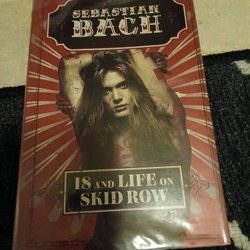 SEBASTIAN
BACH
18 AND LIFE ON
SKID ROW